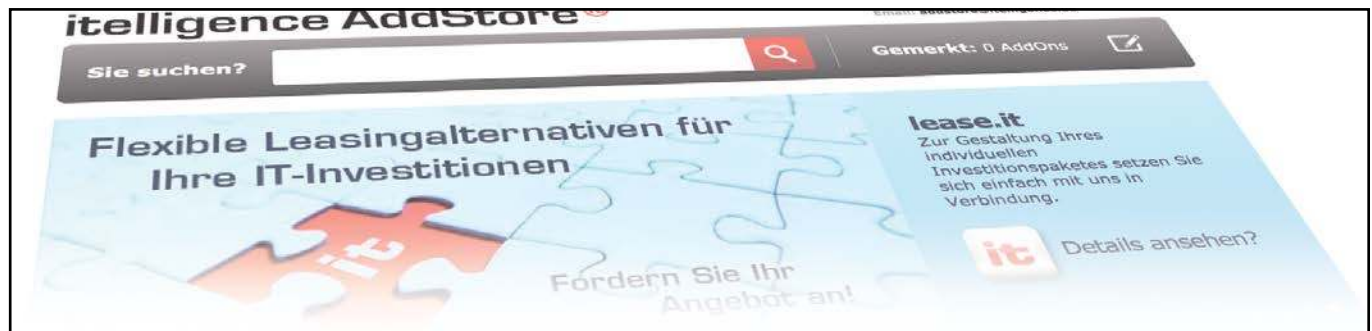 itelligence AddStore®
Sie suchen?
Gemerkt: 0 AddOns
Flexible Leasingalternativen für
Ihre IT-Investitionen
it
Fordern Sie Ihr
Angebot an!
lease.it
Zur Gestaltung Ihres
individuellen
Investitionspaketes setzen Sie
sich einfach mit uns in
Verbindung.
it
Details ansehen?